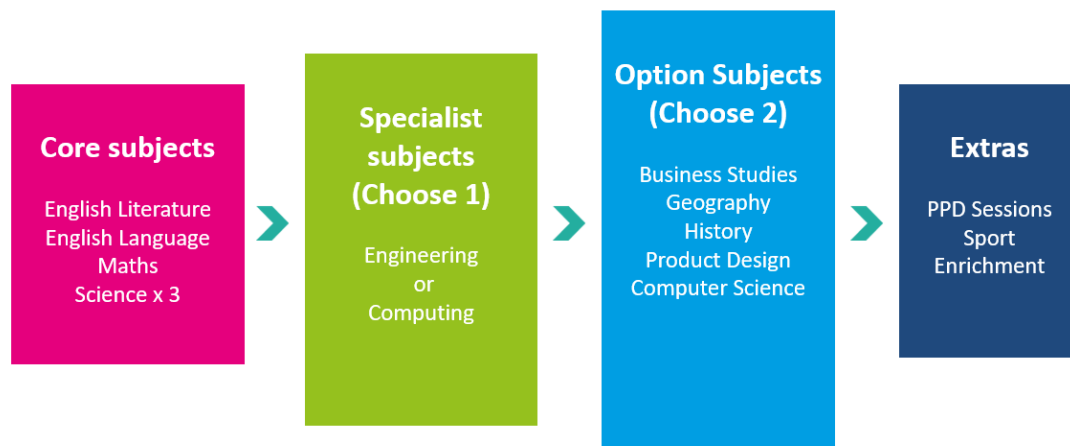 Core subjects
English Literature
English Language
Maths
Science x 3
Specialist
subjects
(Choose 1)
Engineering
or
Computing
Option Subjects
(Choose 2)
Business Studies
Geography
History
Product Design
Computer Science
Extras
PPD Sessions
Sport
Enrichment